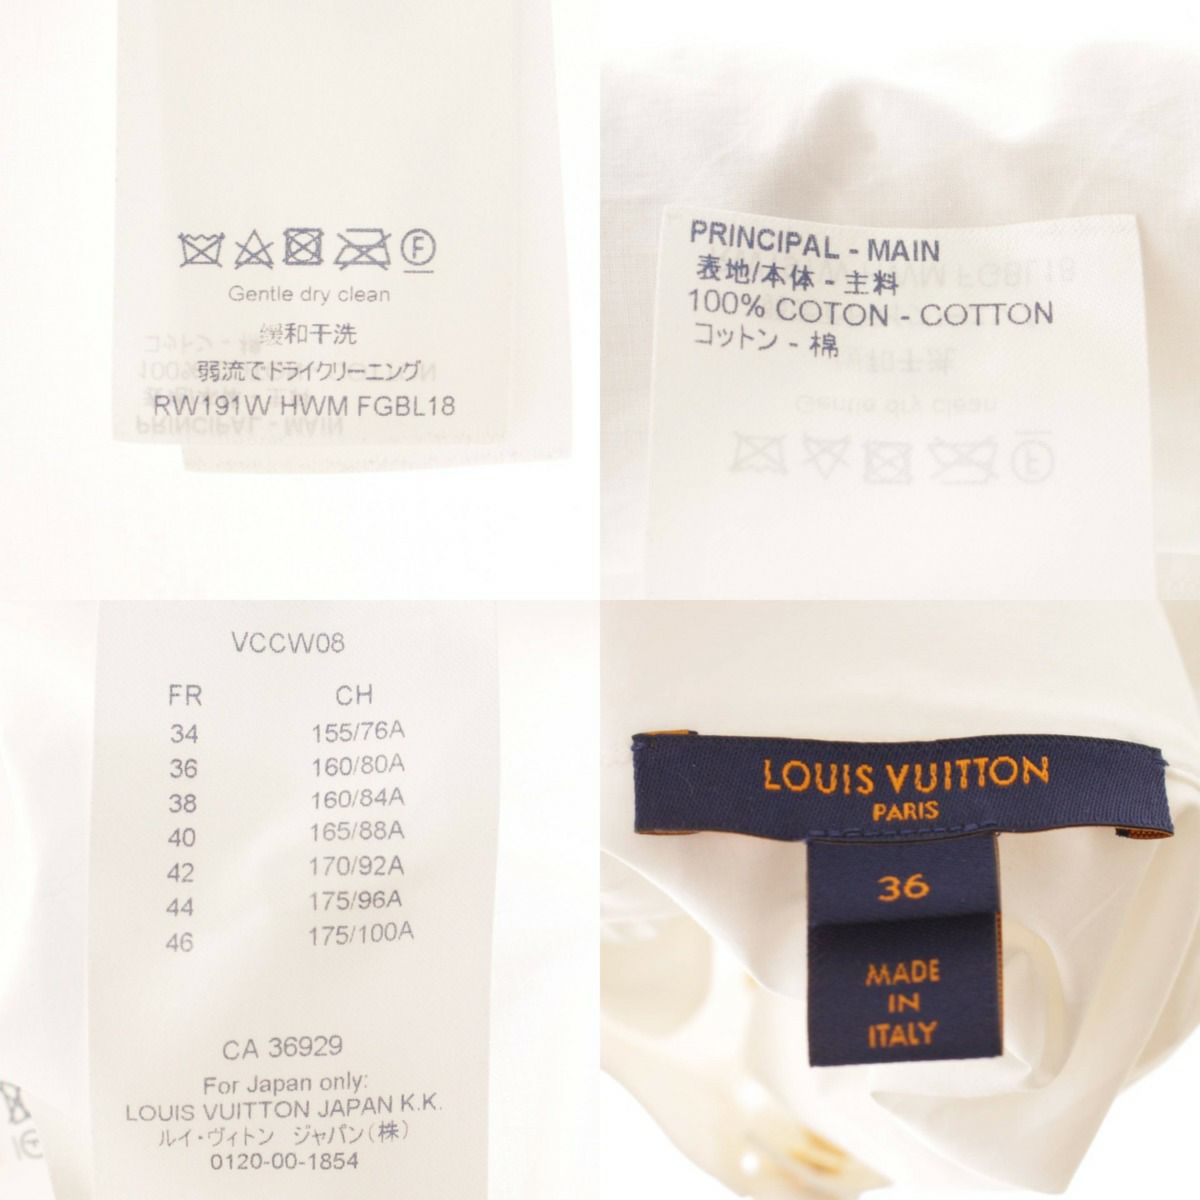 Gentle dry clean
缓和干洗
弱流でドライクリーニング
RW191W HWM FGBL18
PRINCIPAL - MAIN
表地/本体 - 主料
100% COTON - COTTON
コットン - 棉
VCCW08
FR CH
34 155/76A
36 160/80A
38 160/84A
40 165/88A
42 170/92A
44 175/96A
46 175/100A
CA 36929
For Japan only:
LOUIS VUITTON JAPAN K.K.
ルイ・ヴィトン ジャパン(株)
0120-00-1854
LOUIS VUITTON
PARIS
36
MADE
IN
ITALY